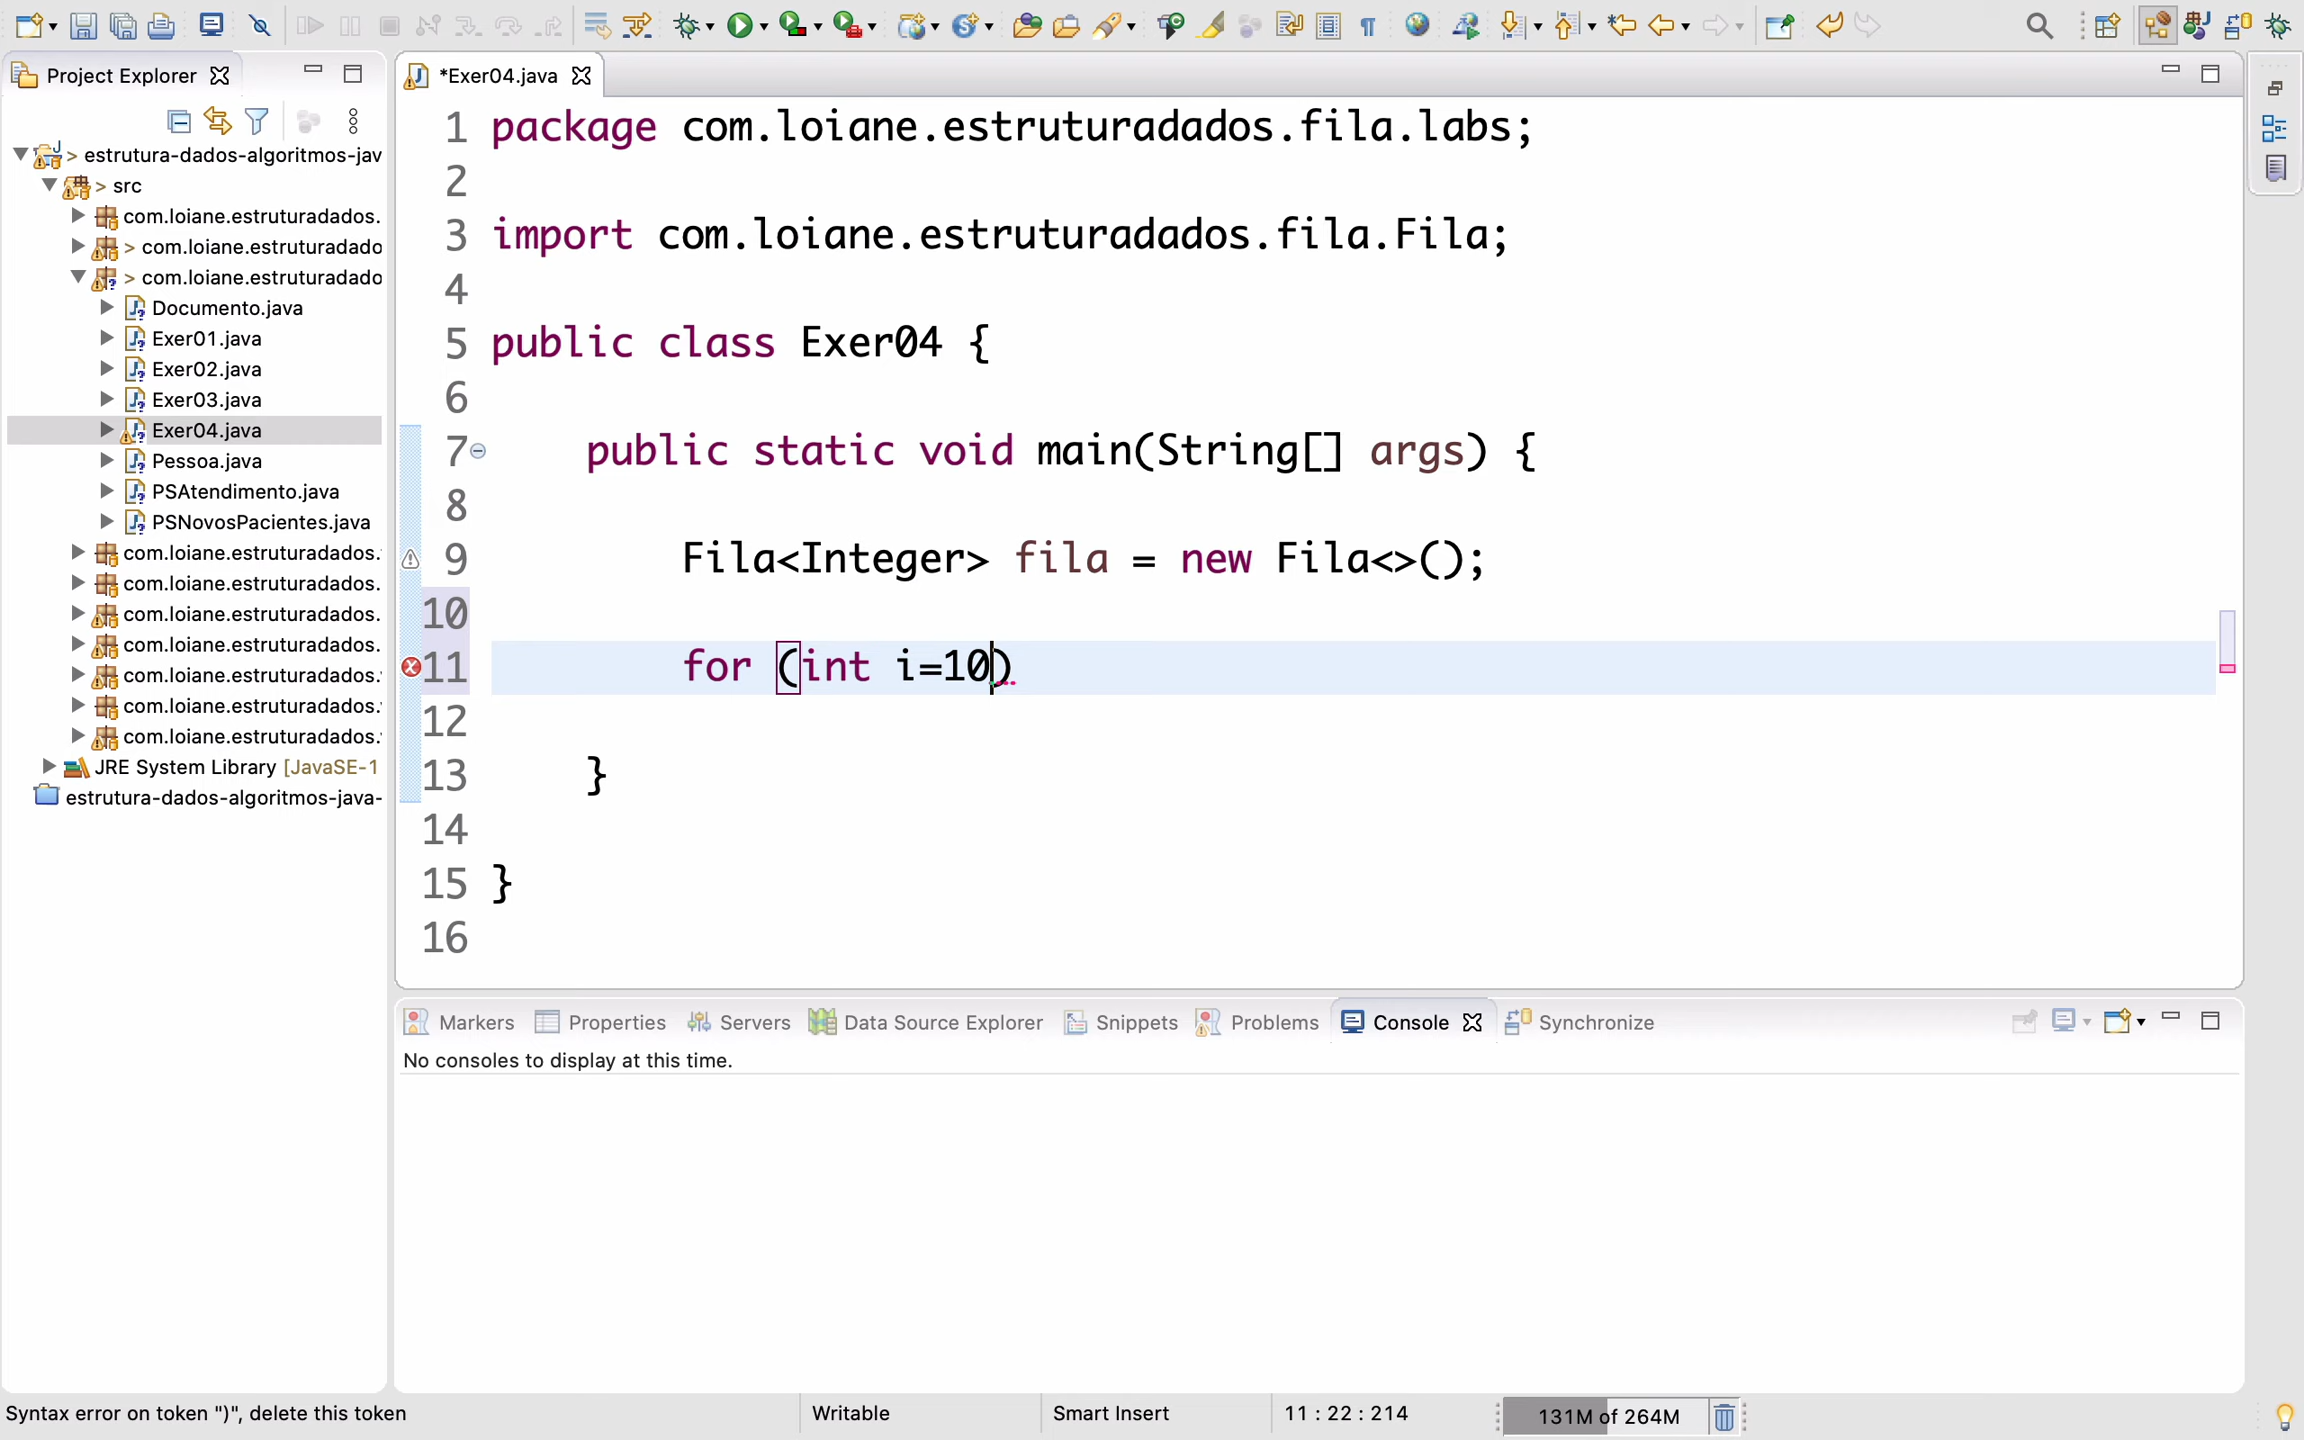 Project Explorer
estrutura-dados-algoritmos-jav
> src
com.loiane.estruturadados.
> com.loiane.estruturadado
> com.loiane.estruturadado
Documento.java
Exer01.java
Exer02.java
Exer03.java
Exer04.java
Pessoa.java
PSAtendimento.java
PSNovosPacientes.java
com.loiane.estruturadados.
com.loiane.estruturadados.
com.loiane.estruturadados.
com.loiane.estruturadados.
com.loiane.estruturadados.
com.loiane.estruturadados.
com.loiane.estruturadados.
JRE System Library [JavaSE-1
estrutura-dados-algoritmos-java-
*Exer04.java
1 package com.loiane.estruturadados.fila.labs;
2
3 import com.loiane.estruturadados.fila.Fila;
4
5 public class Exer04 {
6
7 public static void main(String[] args) {
8
9 Fila<Integer> fila = new Fila<>();
10
11 for (int i=10)
12
13 }
14
15 }
16
Markers Properties Servers Data Source Explorer Snippets Problems Console Synchronize
No consoles to display at this time.
Syntax error on token ")", delete this token Writable Smart Insert 11 : 22 : 214 131M of 264M